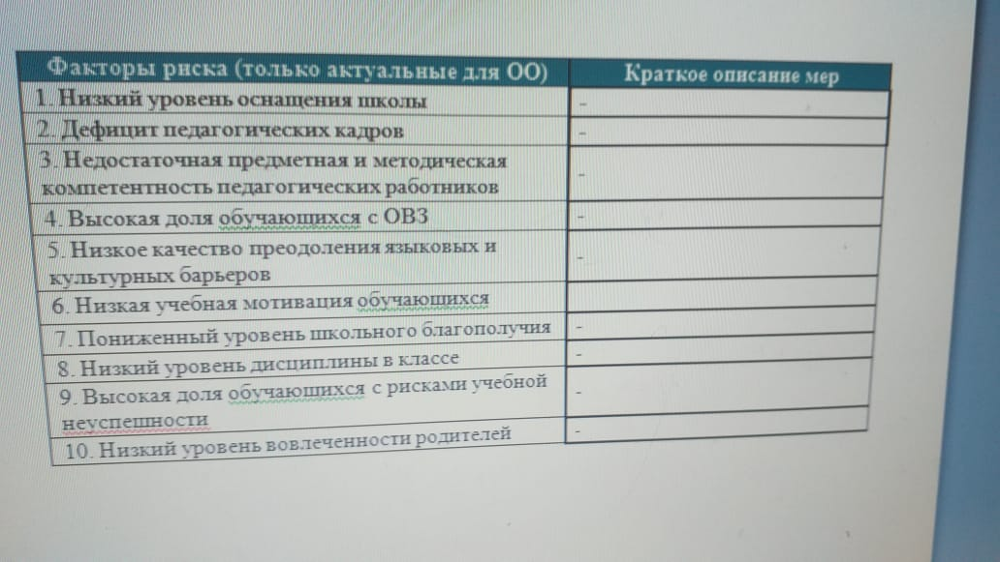 Факторы риска (только актуальные для ОО) Краткое описание мер
1. Низкий уровень оснащения школы -
2. Дефицит педагогических кадров -
3. Недостаточная предметная и методическая
компетентность педагогических работников -
4. Высокая доля обучающихся с ОВЗ -
5. Низкое качество преодоления языковых и
культурных барьеров -
6. Низкая учебная мотивация обучающихся
7. Пониженный уровень школьного благополучия -
8. Низкий уровень дисциплины в классе -
9. Высокая доля обучающихся с рисками учебной
неуспешности -
10. Низкий уровень вовлеченности родителей -